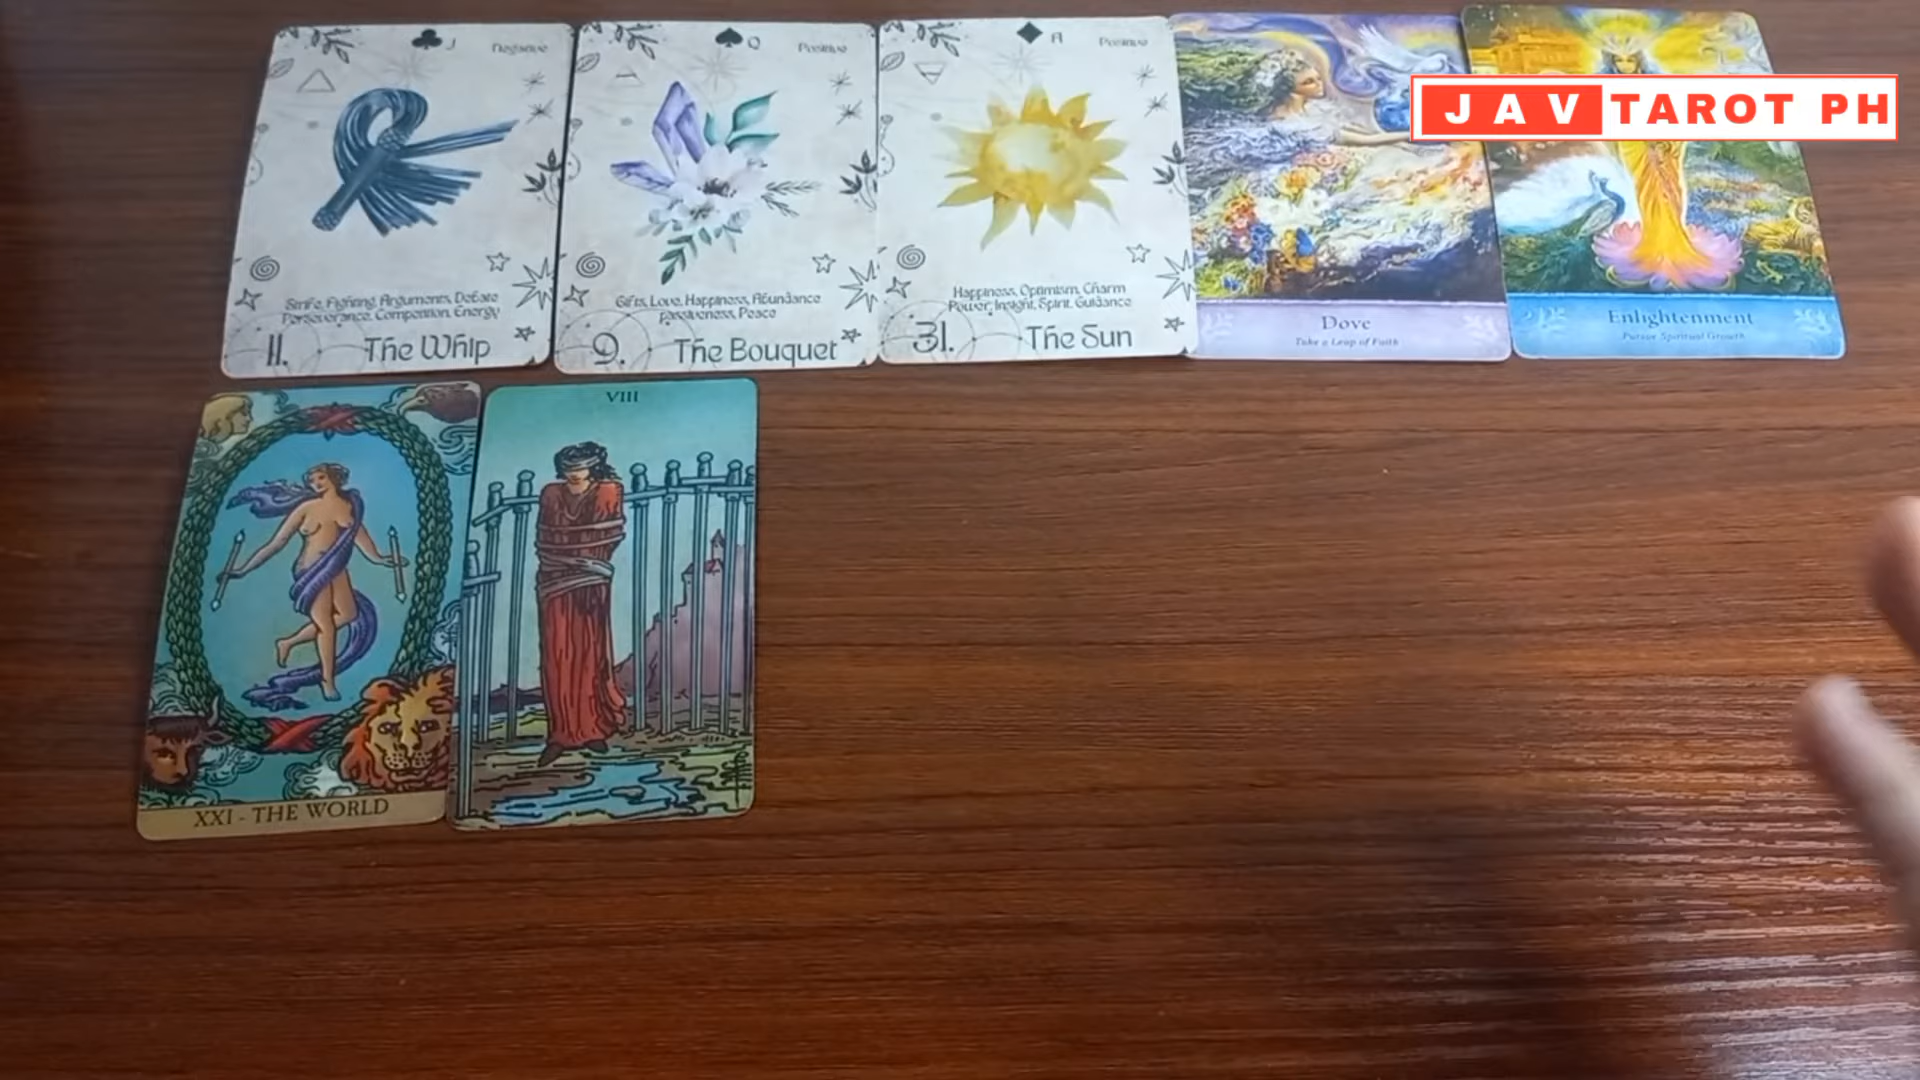 J Negative
Q Positive
A Positive
JAV TAROT PH
Strife, Fighting, Arguments, Debate
Perseverance, Competition, Energy
11. The Whip
Gifts, Love, Happiness, Abundance
Passiveness, Peace
9. The Bouquet
Happiness, Optimism, Charm
Power, Insight, Spirit, Guidance
31. The Sun
Dove
Take a Leap of Faith
Enlightenment
Pursue Spiritual Growth
XXI - THE WORLD
VIII